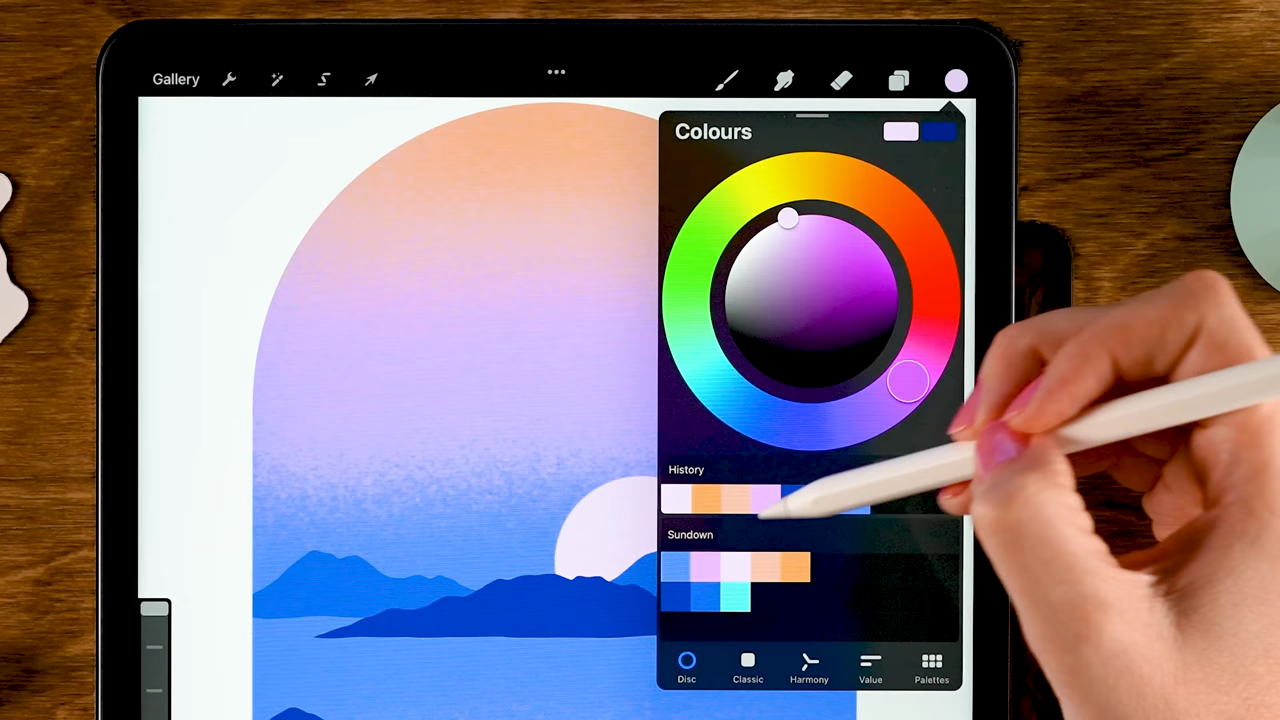 Gallery
Colours
History
Sundown
Disc Classic Harmony Value Palettes